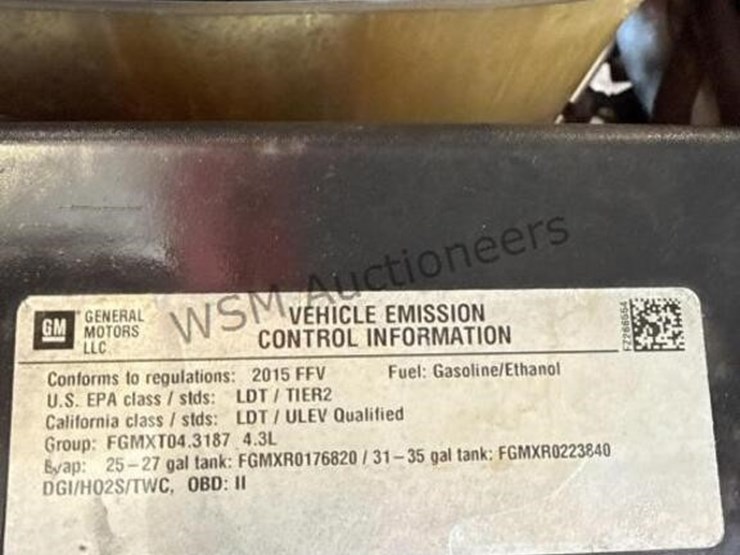 GM GENERAL MOTORS LLC
VEHICLE EMISSION
CONTROL INFORMATION
Conforms to regulations: 2015 FFV Fuel: Gasoline/Ethanol
U.S. EPA class / stds: LDT / TIER2
California class / stds: LDT / ULEV Qualified
Group: FGMXT04.3187 4.3L
Evap: 25-27 gal tank: FGMXR0176820 / 31-35 gal tank: FGMXR0223840
DGI/HO2S/TWC, OBD: II
WSM Auctioneers